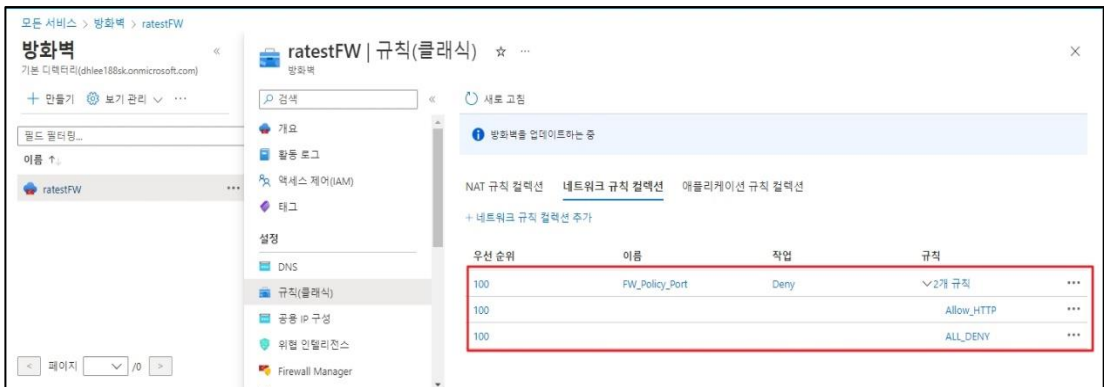 모든 서비스 > 방화벽 > ratestFW
방화벽 «
기본 디렉터리(dhlee188sk.onmicrosoft.com)
+ 만들기 보기 관리 ∨ ···
필드 필터링...
이름 ↑↓
ratestFW ···
< 페이지 ∨ /0 >
ratestFW | 규칙(클래식) ☆ ···
방화벽
검색 «
개요
활동 로그
액세스 제어(IAM)
태그
설정
DNS
규칙(클래식)
공용 IP 구성
위협 인텔리전스
Firewall Manager
×
새로 고침
방화벽을 업데이트하는 중
NAT 규칙 컬렉션 네트워크 규칙 컬렉션 애플리케이션 규칙 컬렉션
+ 네트워크 규칙 컬렉션 추가
우선 순위 이름 작업 규칙
100 FW_Policy_Port Deny ∨2개 규칙 ···
100 Allow_HTTP ···
100 ALL_DENY ···